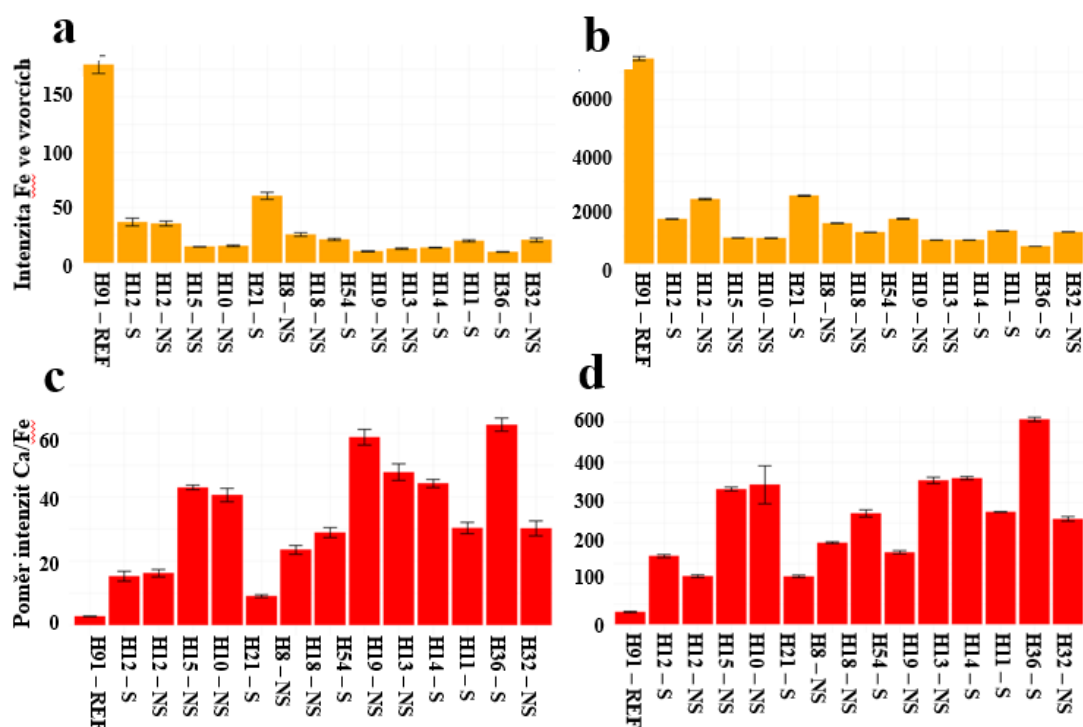 a
Intenzita Fe ve vzorcích
150
100
50
0
H91 – REF
H12 – S
H12 – NS
H15 – NS
H10 – NS
H21 – S
H8 – NS
H18 – NS
H54 – S
H19 – NS
H13 – NS
H14 – S
H11 – S
H36 – S
H32 – NS
b
6000
4000
2000
0
H91 – REF
H12 – S
H12 – NS
H15 – NS
H10 – NS
H21 – S
H8 – NS
H18 – NS
H54 – S
H19 – NS
H13 – NS
H14 – S
H11 – S
H36 – S
H32 – NS
c
Poměr intenzit Ca/Fe
60
40
20
0
H91 – REF
H12 – S
H12 – NS
H15 – NS
H10 – NS
H21 – S
H8 – NS
H18 – NS
H54 – S
H19 – NS
H13 – NS
H14 – S
H11 – S
H36 – S
H32 – NS
d
600
400
300
200
100
0
H91 – REF
H12 – S
H12 – NS
H15 – NS
H10 – NS
H21 – S
H8 – NS
H18 – NS
H54 – S
H19 – NS
H13 – NS
H14 – S
H11 – S
H36 – S
H32 – NS